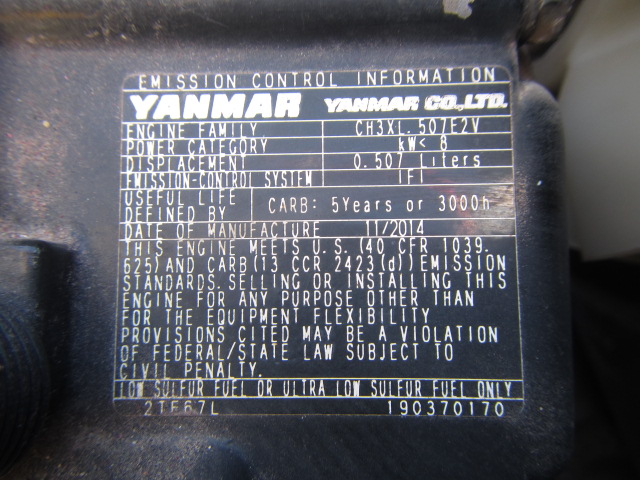 EMISSION CONTROL INFORMATION
YANMAR YANMAR CO.,LTD.
ENGINE FAMILY CH3XL.507E2V
POWER CATEGORY kW< 8
DISPLACEMENT 0.507 Liters
EMISSION-CONTROL SYSTEM IFI
USEFUL LIFE
DEFINED BY CARB: 5Years or 3000h
DATE OF MANUFACTURE 11/2014
THIS ENGINE MEETS U.S.(40 CFR 1039.
625)AND CARB(13 CCR 2423(d))EMISSION
STANDARDS.SELLING OR INSTALLING THIS
ENGINE FOR ANY PURPOSE OTHER THAN
FOR THE EQUIPMENT FLEXIBILITY
PROVISIONS CITED MAY BE A VIOLATION
OF FEDERAL/STATE LAW SUBJECT TO
CIVIL PENALTY.
LOW SULFUR FUEL OR ULTRA LOW SULFUR FUEL ONLY
2TE67L 190370170